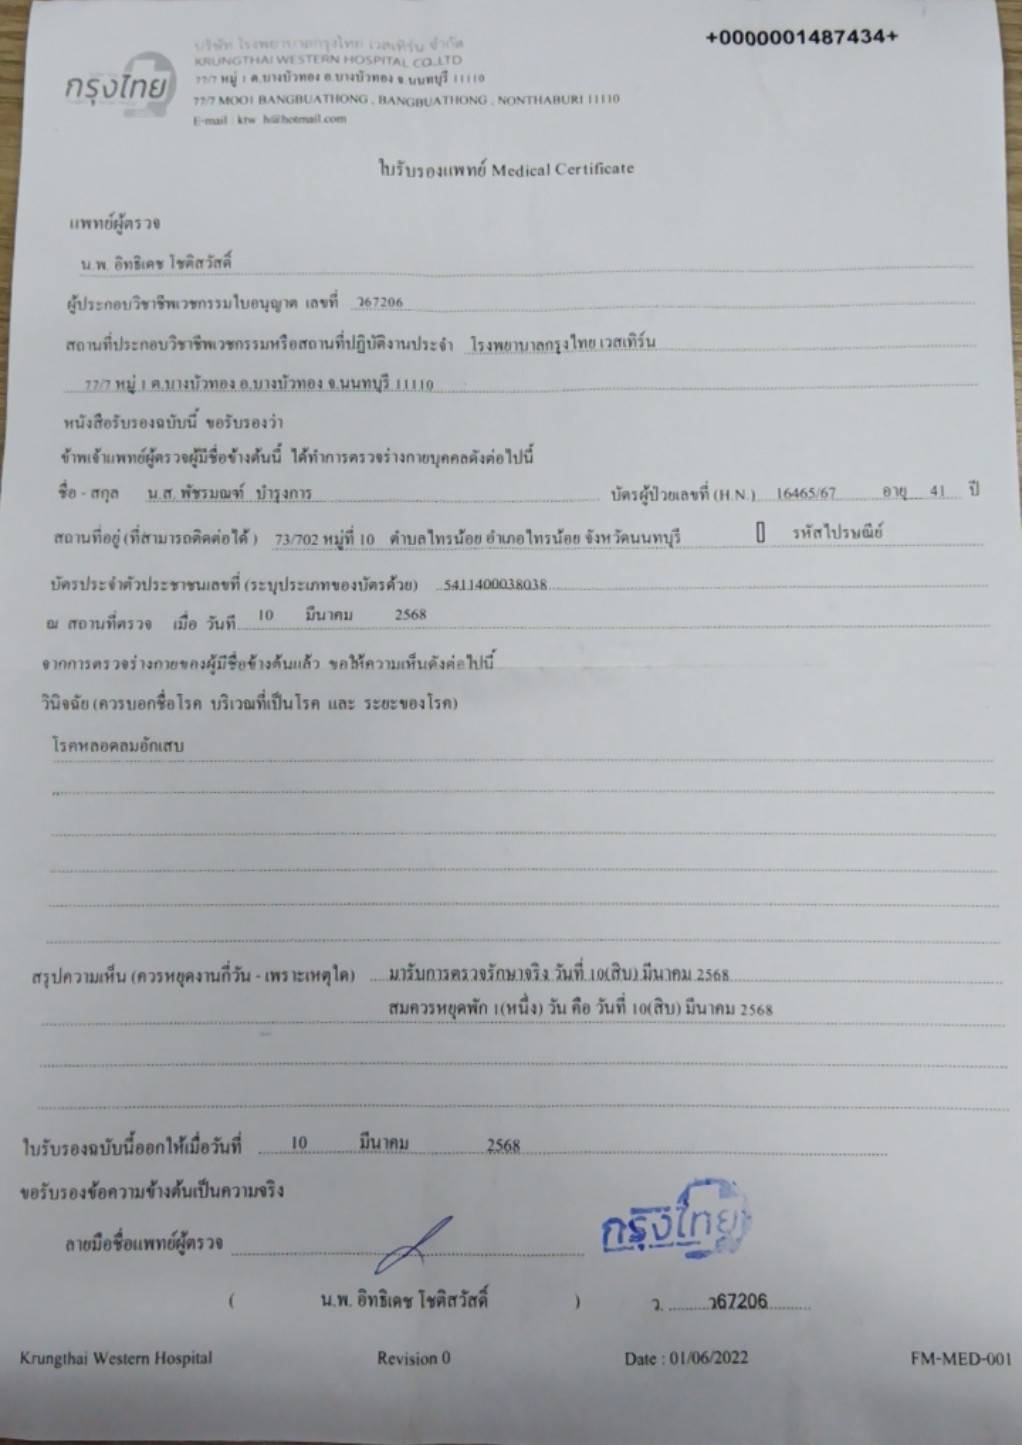 +0000001487434+
กรุงไทย
บริษัท โรงพยาบาลกรุงไทย เวสเทิร์น จำกัด
KRUNGTHAI WESTERN HOSPITAL CO.,LTD
77/7 หมู่ 1 ต.บางบัวทอง อ.บางบัวทอง จ.นนทบุรี 11110
77/7 MOO1 BANGBUATHONG , BANGBUATHONG , NONTHABURI 11110
E-mail : ktw_h@hotmail.com
ใบรับรองแพทย์ Medical Certificate
แพทย์ผู้ตรวจ
น.พ. อิทธิเดช โชติสวัสดิ์
ผู้ประกอบวิชาชีพเวชกรรมใบอนุญาต เลขที่ ว67206
สถานที่ประกอบวิชาชีพเวชกรรมหรือสถานที่ปฏิบัติงานประจำ โรงพยาบาลกรุงไทย เวสเทิร์น
77/7 หมู่ 1 ต.บางบัวทอง อ.บางบัวทอง จ.นนทบุรี 11110
หนังสือรับรองฉบับนี้ ขอรับรองว่า
ข้าพเจ้าแพทย์ผู้ตรวจผู้มีชื่อข้างต้นนี้ ได้ทำการตรวจร่างกายบุคคลดังต่อไปนี้
ชื่อ - สกุล น.ส. พัชรมณฑ์ บำรุงการ บัตรผู้ป่วยเลขที่ (H.N.) 16465/67 อายุ 41 ปี
สถานที่อยู่ (ที่สามารถติดต่อได้ ) 73/702 หมู่ที่ 10 ตำบลไทรน้อย อำเภอไทรน้อย จังหวัดนนทบุรี รหัสไปรษณีย์
บัตรประจำตัวประชาชนเลขที่ (ระบุประเภทของบัตรด้วย) 5411400038038
ณ สถานที่ตรวจ เมื่อ วันที่ 10 มีนาคม 2568
จากการตรวจร่างกายของผู้มีชื่อข้างต้นแล้ว ขอให้ความเห็นดังต่อไปนี้
วินิจฉัย (ควรบอกชื่อโรค บริเวณที่เป็นโรค และ ระยะของโรค)
โรคหลอดลมอักเสบ
สรุปความเห็น (ควรหยุดงานกี่วัน - เพราะเหตุใด) มารับการตรวจรักษาจริง วันที่ 10(สิบ) มีนาคม 2568
สมควรหยุดพัก 1(หนึ่ง) วัน คือ วันที่ 10(สิบ) มีนาคม 2568
ใบรับรองฉบับนี้ออกให้เมื่อวันที่ 10 มีนาคม 2568
ขอรับรองข้อความข้างต้นเป็นความจริง
ลายมือชื่อแพทย์ผู้ตรวจ
กรุงไทย
( น.พ. อิทธิเดช โชติสวัสดิ์ ) ว. ว67206
Krungthai Western Hospital Revision 0 Date : 01/06/2022 FM-MED-001